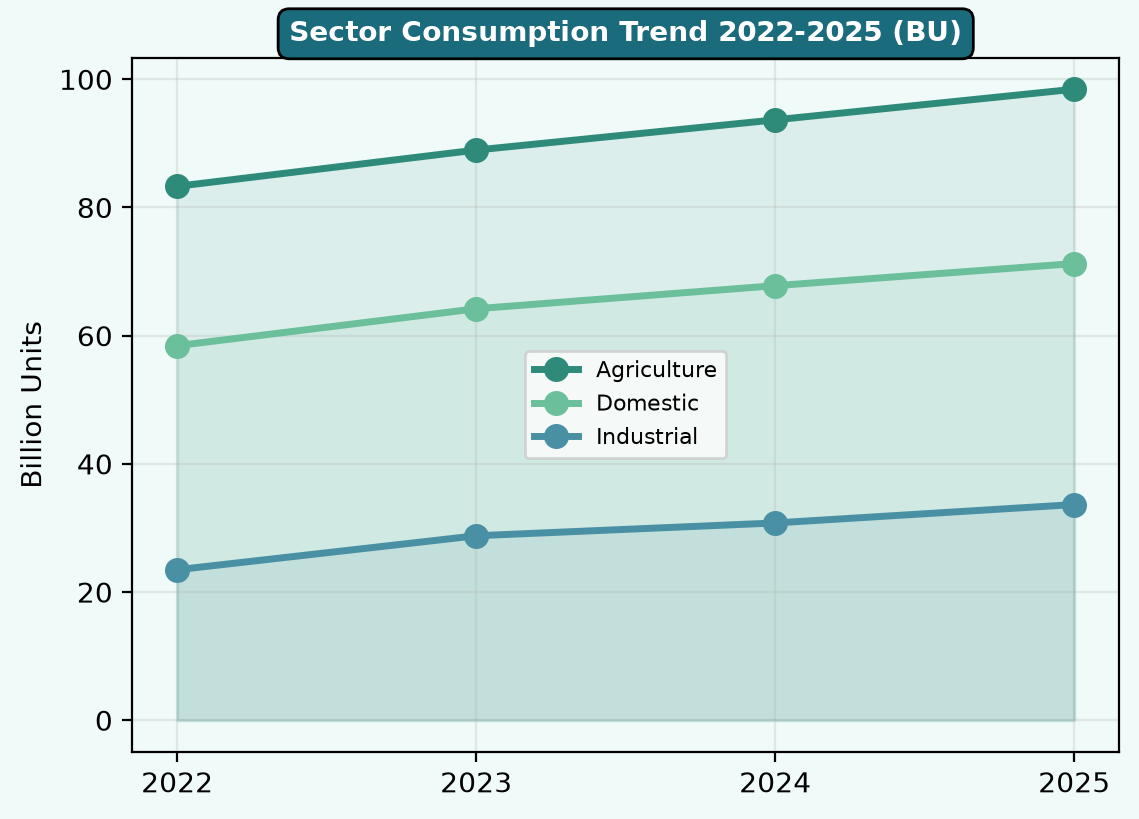 Sector Consumption Trend 2022-2025 (BU)
100
80
60
40
20
0
Billion Units
Agriculture
Domestic
Industrial
2022 2023 2024 2025